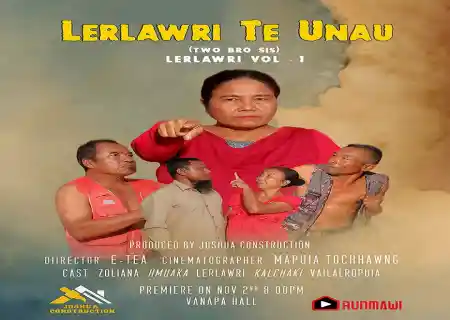 LERLAWRI TE UNAU
(TWO BRO SIS)
LERLAWRI VOL - 1
PRODUCED BY JOSHUA CONSTRUCTION
DIIRECTOR E-TEA CINEMATOGRAPHER MAPUIA TOCHHAWNG
CAST ZOLIANA HMUAKA LERLAWRI KALCHAKI VAILALROPUIA
PREMIERE ON NOV 2ND 8:00PM
VANAPA HALL
JOSHUA
CONSTRUCTION
RUNMAWI